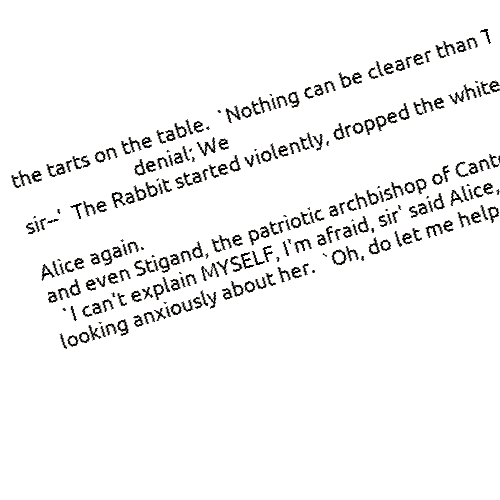 the tarts on the table.  `Nothing can be clearer than
denial; We
sir--'  The Rabbit started violently, dropped the white
Alice again.
and even Stigand, the patriotic archbishop of
`I can't explain MYSELF, I'm afraid, sir' said Alice,
looking anxiously about her.  `Oh, do let me help